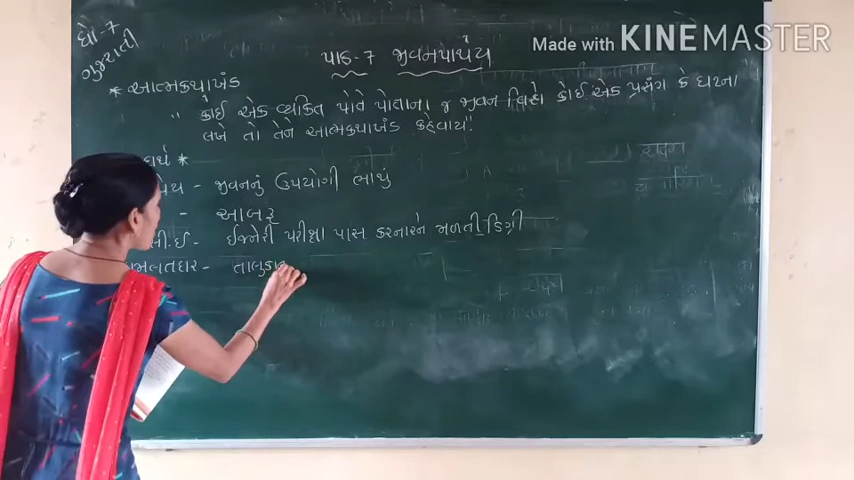 ધો-7
ગુજરાતી
Made with KINEMASTER
પાઠ-7 જીવનપાથેય
* આત્મકથાખંડ
" કોઈ એક વ્યક્તિ પોતે પોતાના જ જીવન વિશે કોઈ એક પ્રસંગ કે ઘટના
લખે તો તેને આત્મકથાખંડ કહેવાય"
*
- જીવનનું ઉપયોગી ભાથું
- આબરૂ
સી.ઈ. - ઈજનેરી પરીક્ષા પાસ કરનારને મળતી ડિગ્રી
મલતદાર - તાલુકા